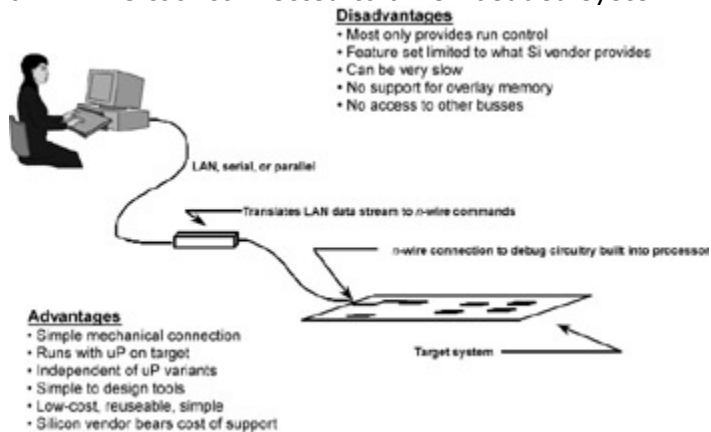 Disadvantages
• Most only provides run control
• Feature set limited to what Si vendor provides
• Can be very slow
• No support for overlay memory
• No access to other busses
LAN, serial, or parallel
Translates LAN data stream to n-wire commands
n-wire connection to debug circuitry built into processor
Advantages
• Simple mechanical connection
• Runs with uP on target
• Independent of uP variants
• Simple to design tools
• Low-cost, reuseable, simple
• Silicon vendor bears cost of support
Target system